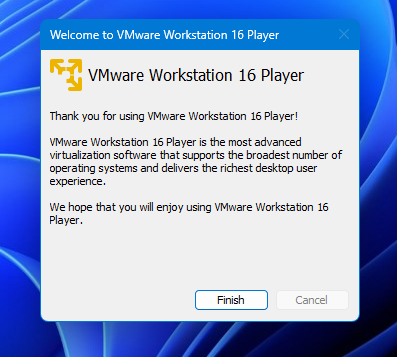 Welcome to VMware Workstation 16 Player
VMware Workstation 16 Player
Thank you for using VMware Workstation 16 Player!
VMware Workstation 16 Player is the most advanced
virtualization software that supports the broadest number of
operating systems and delivers the richest desktop user
experience.
We hope that you will enjoy using VMware Workstation 16
Player.
Finish
Cancel